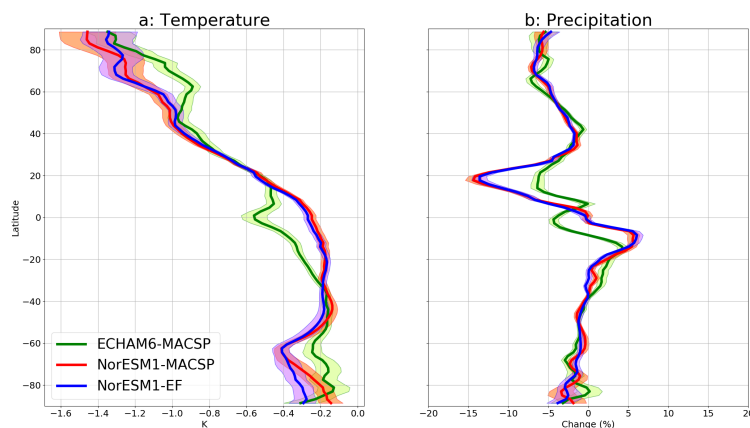 a: Temperature
b: Precipitation
80
60
40
20
0
−20
−40
−60
−80
Latitude
ECHAM6-MACSP
NorESM1-MACSP
NorESM1-EF
−1.6 −1.4 −1.2 −1.0 −0.8 −0.6 −0.4 −0.2 0.0
K
−20 −15 −10 −5 0 5 10 15 20
Change (%)